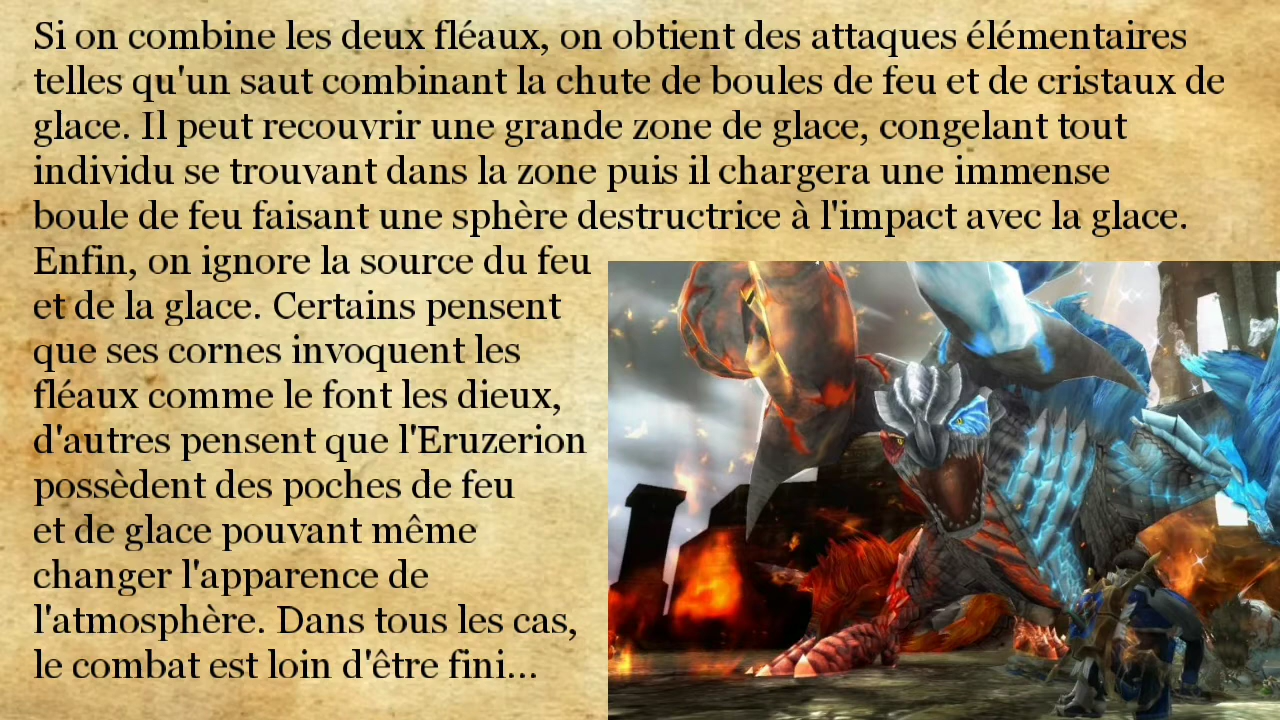 Si on combine les deux fléaux, on obtient des attaques élémentaires
telles qu'un saut combinant la chute de boules de feu et de cristaux de
glace. Il peut recouvrir une grande zone de glace, congelant tout
individu se trouvant dans la zone puis il chargera une immense
boule de feu faisant une sphère destructrice à l'impact avec la glace.
Enfin, on ignore la source du feu
et de la glace. Certains pensent
que ses cornes invoquent les
fléaux comme le font les dieux,
d'autres pensent que l'Eruzerion
possèdent des poches de feu
et de glace pouvant même
changer l'apparence de
l'atmosphère. Dans tous les cas,
le combat est loin d'être fini...